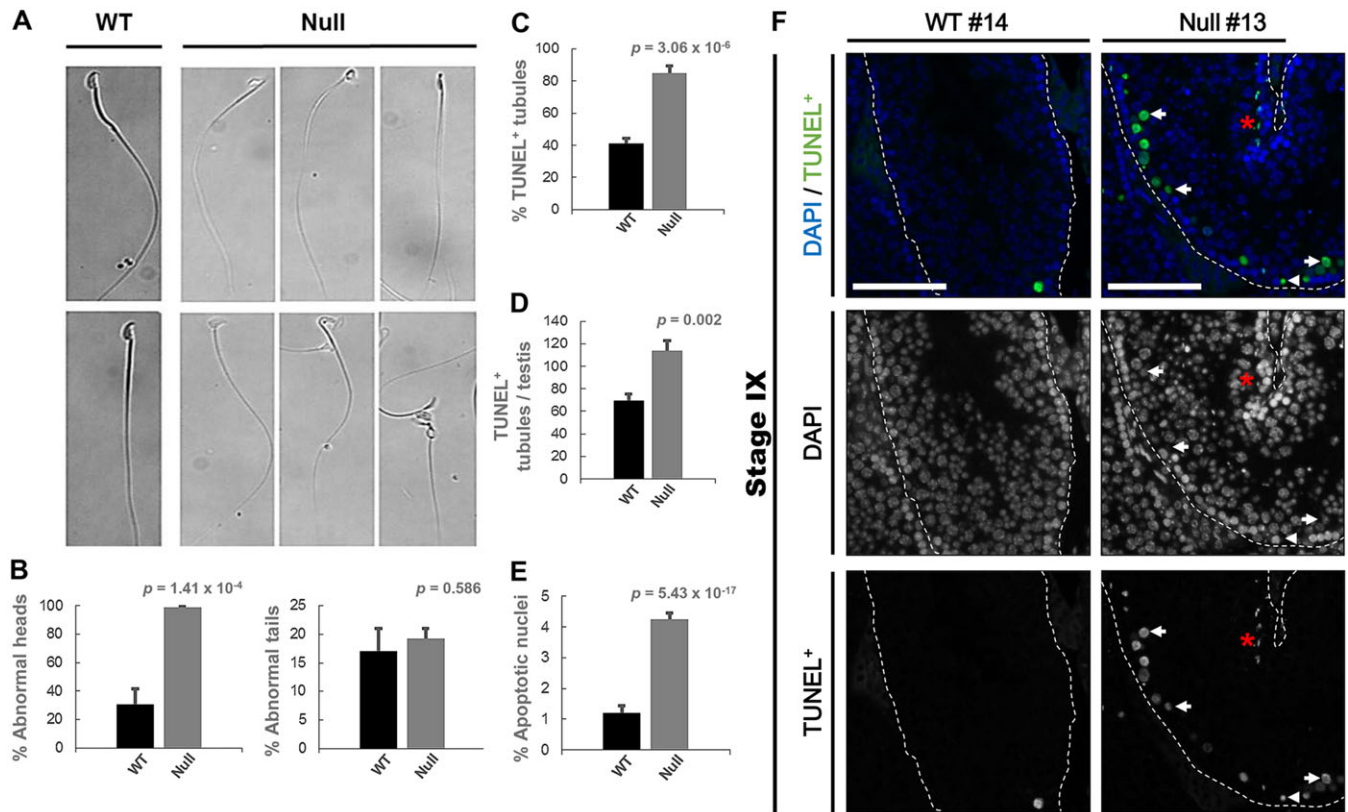 A
WT
Null
B
p = 1.41 x 10⁻⁴
% Abnormal heads
100
80
60
40
20
0
WT
Null
p = 0.586
% Abnormal tails
25
20
15
10
5
0
WT
Null
C
p = 3.06 x 10⁻⁶
% TUNEL⁺ tubules
100
80
60
40
20
0
WT
Null
D
p = 0.002
TUNEL⁺
tubules / testis
140
120
100
80
60
40
20
0
WT
Null
E
p = 5.43 x 10⁻¹⁷
% Apoptotic nuclei
5
4
3
2
1
0
WT
Null
F
WT #14
Null #13
Stage IX
DAPI / TUNEL⁺
*
DAPI
*
TUNEL⁺
*